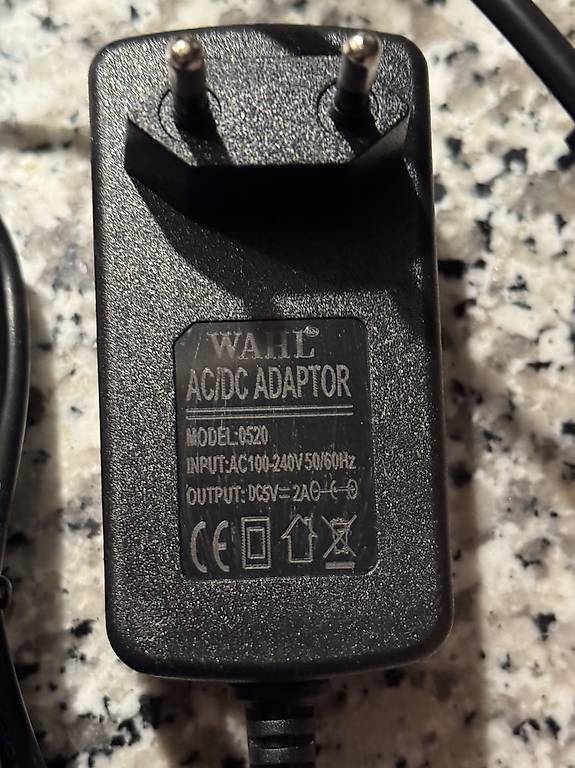 WAHL®
AC/DC ADAPTOR
MODEL:0520
INPUT:AC100-240V 50/60Hz
OUTPUT: DC5V⎓2A
CE